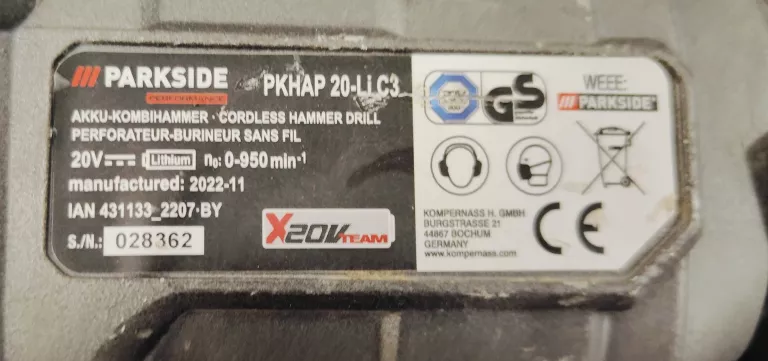 PARKSIDE
PERFORMANCE
PKHAP 20-Li C3
AKKU-KOMBIHAMMER · CORDLESS HAMMER DRILL
PERFORATEUR-BURINEUR SANS FIL
20V Lithium n₀: 0-950 min⁻¹
manufactured: 2022-11
IAN 431133_2207·BY
S./N.: 028362
X20V TEAM
GS
WEEE:
PARKSIDE®
KOMPERNASS H. GMBH
BURGSTRASSE 21
44867 BOCHUM
GERMANY
www.kompernass.com
CE